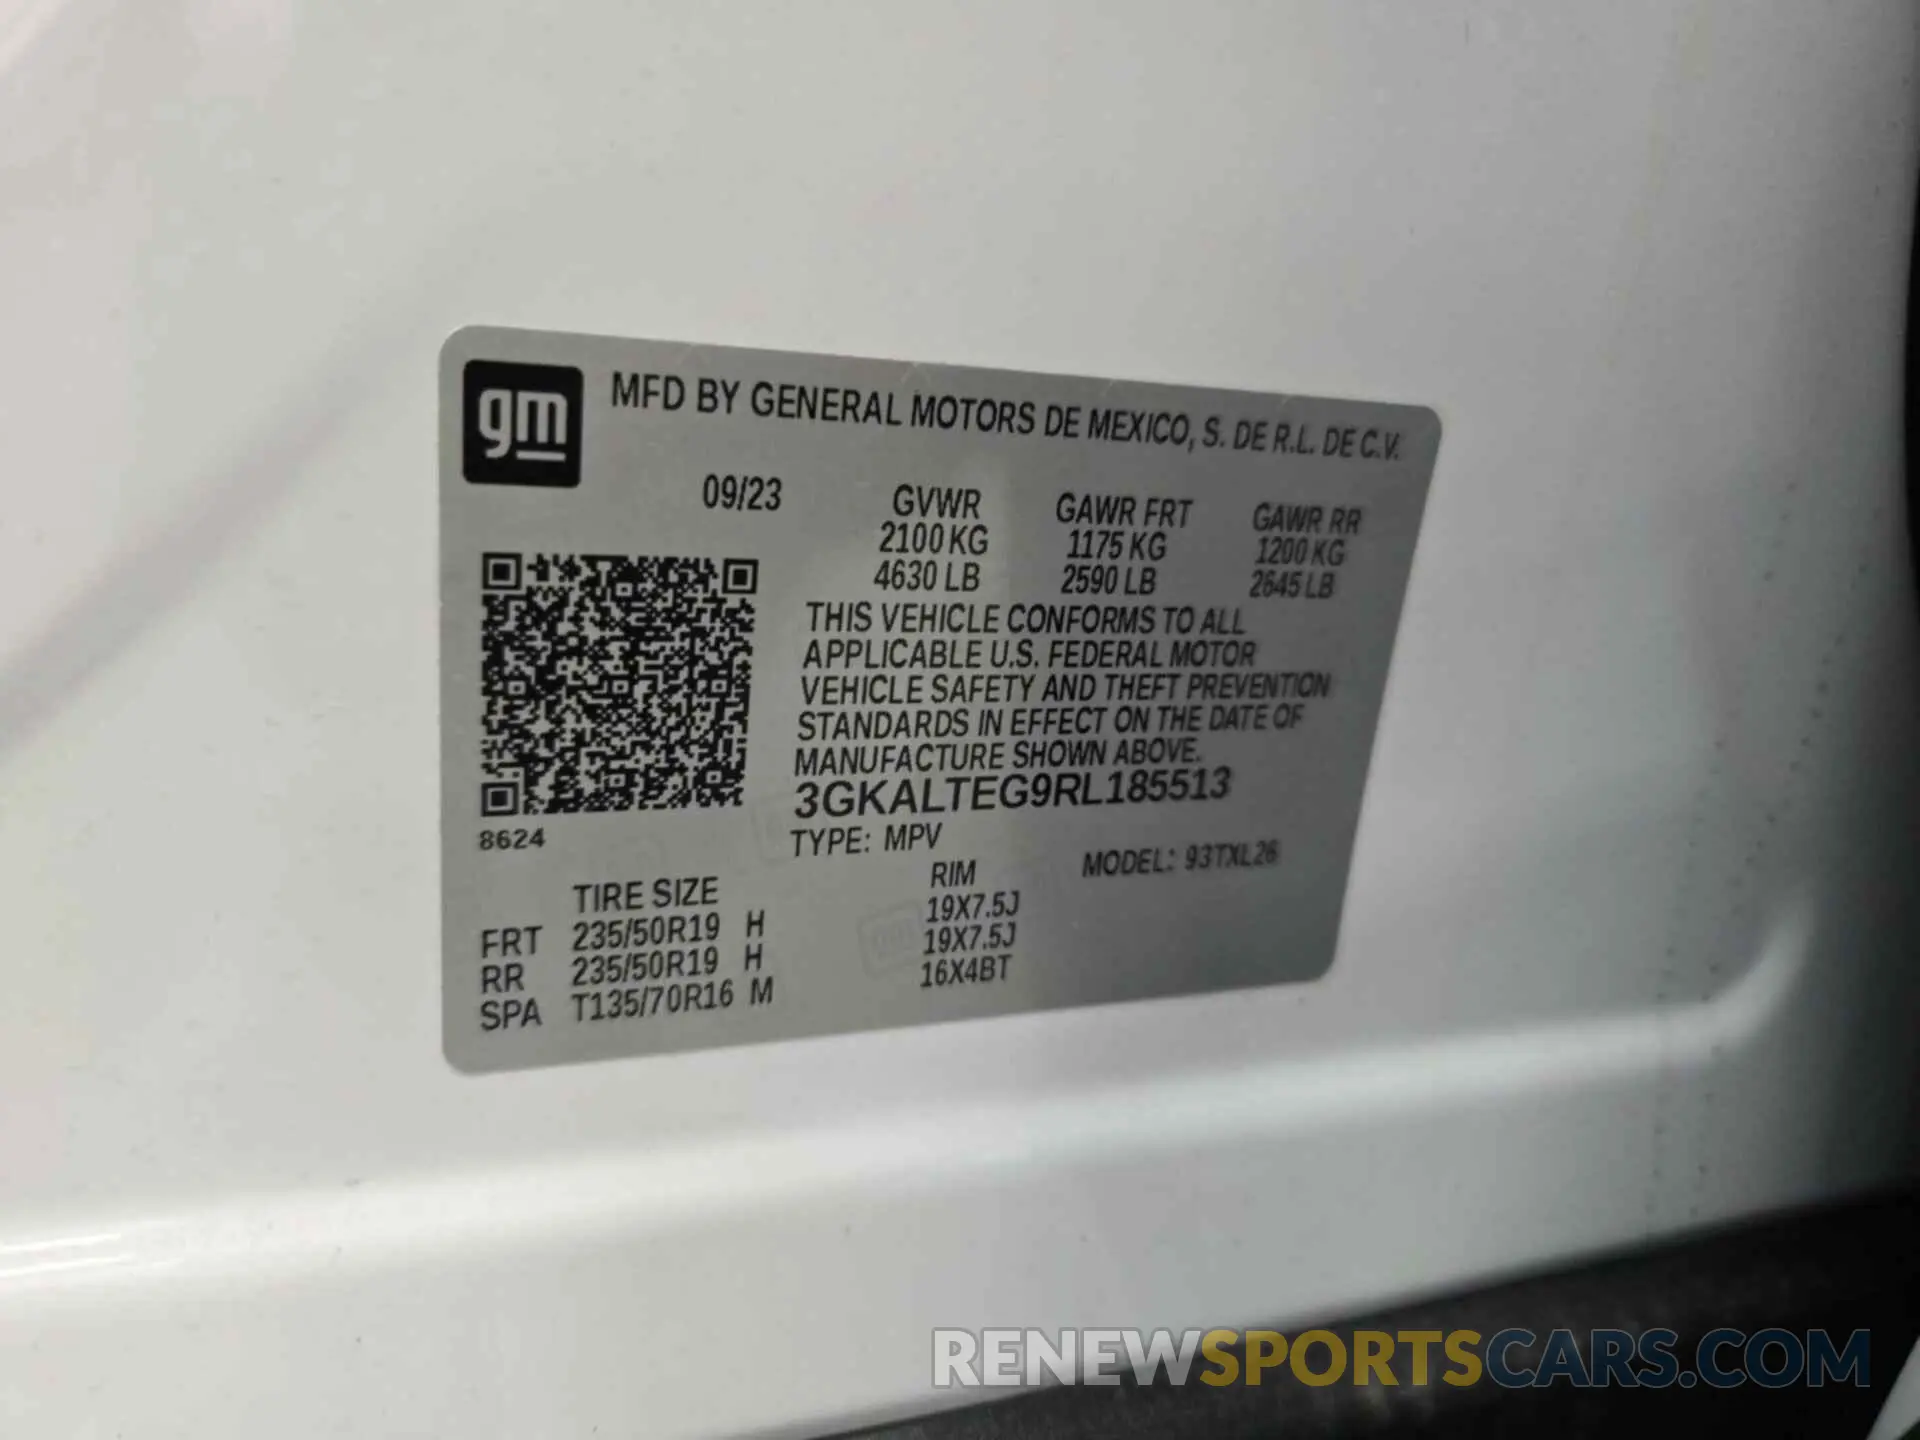 gm
MFD BY GENERAL MOTORS DE MEXICO, S. DE R.L. DE C.V.
09/23 GVWR GAWR FRT GAWR RR
2100 KG 1175 KG 1200 KG
4630 LB 2590 LB 2645 LB
THIS VEHICLE CONFORMS TO ALL
APPLICABLE U.S. FEDERAL MOTOR
VEHICLE SAFETY AND THEFT PREVENTION
STANDARDS IN EFFECT ON THE DATE OF
MANUFACTURE SHOWN ABOVE.
3GKALTEG9RL185513
8624
TYPE: MPV MODEL: 93TXL26
TIRE SIZE RIM
FRT 235/50R19 H 19X7.5J
RR 235/50R19 H 19X7.5J
SPA T135/70R16 M 16X4BT
RENEWSPORTSCARS.COM